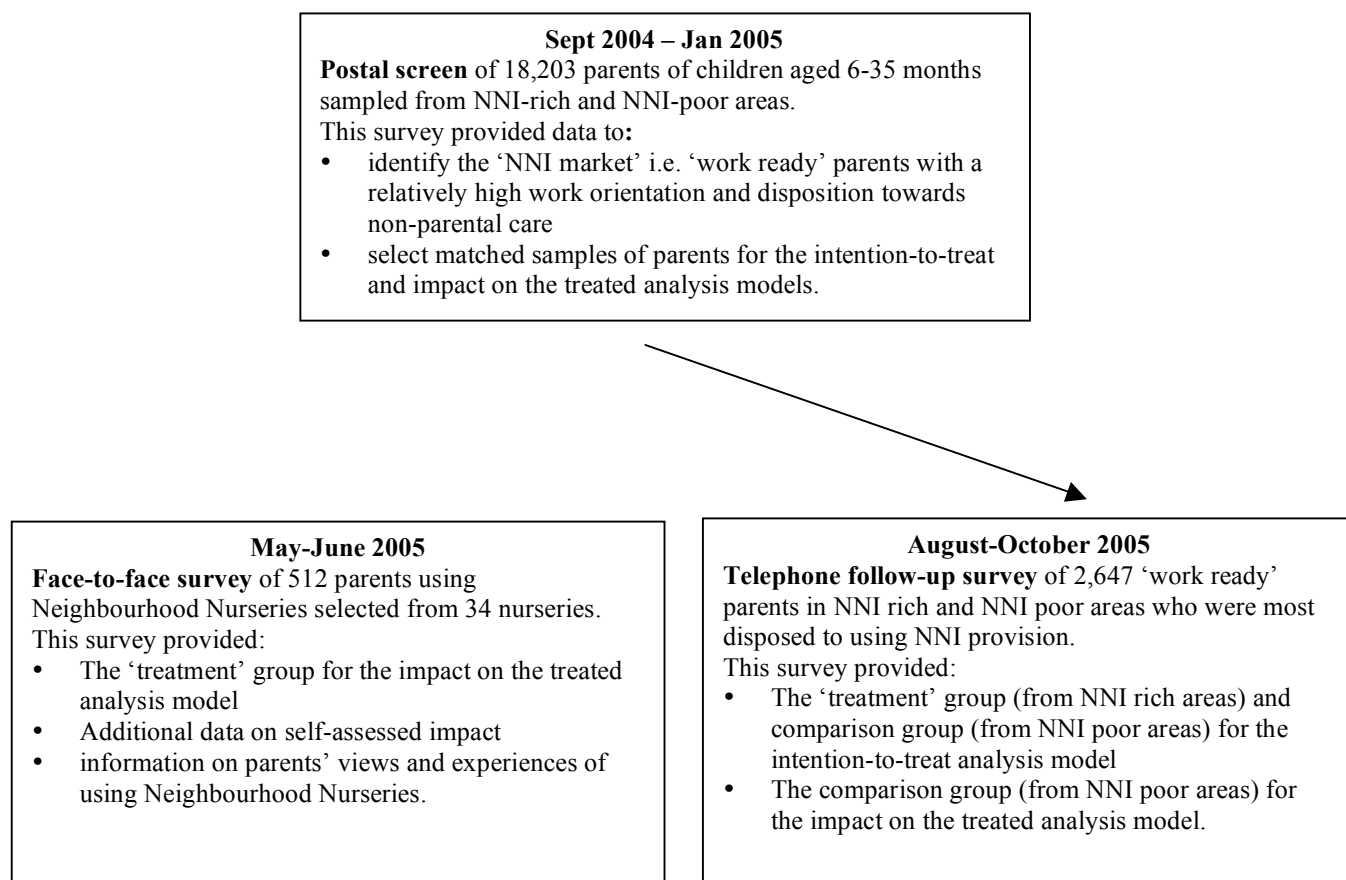 Sept 2004 – Jan 2005
Postal screen of 18,203 parents of children aged 6-35 months
sampled from NNI-rich and NNI-poor areas.
This survey provided data to:
• identify the ‘NNI market’ i.e. ‘work ready’ parents with a
relatively high work orientation and disposition towards
non-parental care
• select matched samples of parents for the intention-to-treat
and impact on the treated analysis models.
May-June 2005
Face-to-face survey of 512 parents using
Neighbourhood Nurseries selected from 34 nurseries.
This survey provided:
• The ‘treatment’ group for the impact on the treated
analysis model
• Additional data on self-assessed impact
• information on parents’ views and experiences of
using Neighbourhood Nurseries.
August-October 2005
Telephone follow-up survey of 2,647 ‘work ready’
parents in NNI rich and NNI poor areas who were most
disposed to using NNI provision.
This survey provided:
• The ‘treatment’ group (from NNI rich areas) and
comparison group (from NNI poor areas) for the
intention-to-treat analysis model
• The comparison group (from NNI poor areas) for
the impact on the treated analysis model.